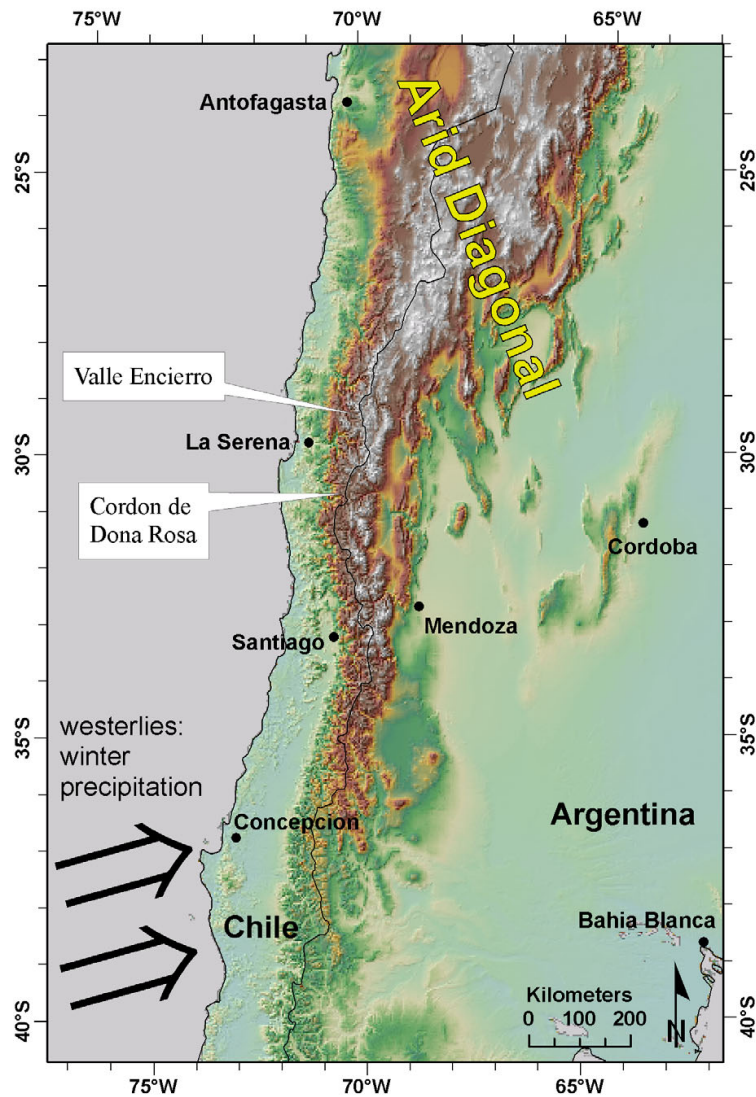 75°W 70°W 65°W
Antofagasta
Arid Diagonal
25°S 25°S
Valle Encierro
La Serena
30°S 30°S
Cordon de
Dona Rosa
Cordoba
Mendoza
Santiago
35°S 35°S
westerlies:
winter
precipitation
Argentina
Concepcion
Chile
Bahia Blanca
Kilometers
0 100 200
N
40°S 40°S
75°W 70°W 65°W